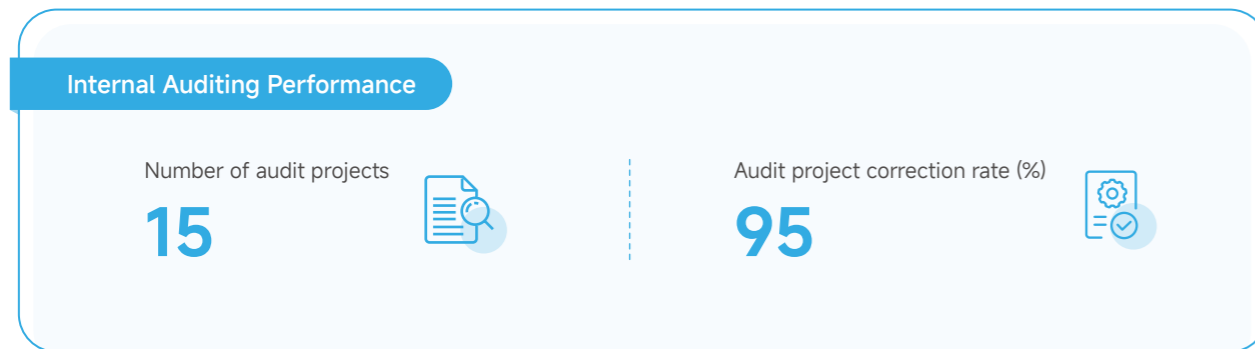 Internal Auditing Performance
Number of audit projects
15
Audit project correction rate (%)
95